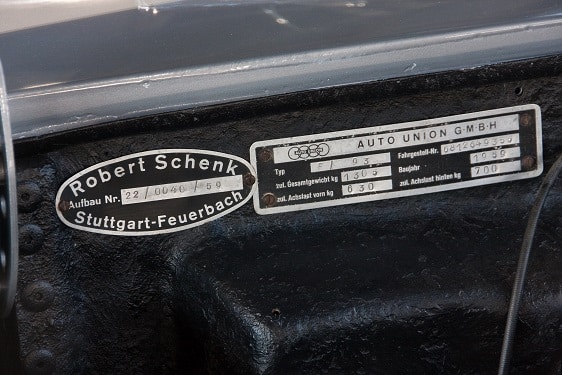 Robert Schenk
Aufbau Nr. 22/0040/59
Stuttgart-Feuerbach
AUTO UNION G·M·B·H
Typ F/ 93 Fahrgestell-Nr.
zul. Gesamtgewicht kg 1305 Baujahr 1959
zul. Achslast vorn kg 630 zul. Achslast hinten kg 700